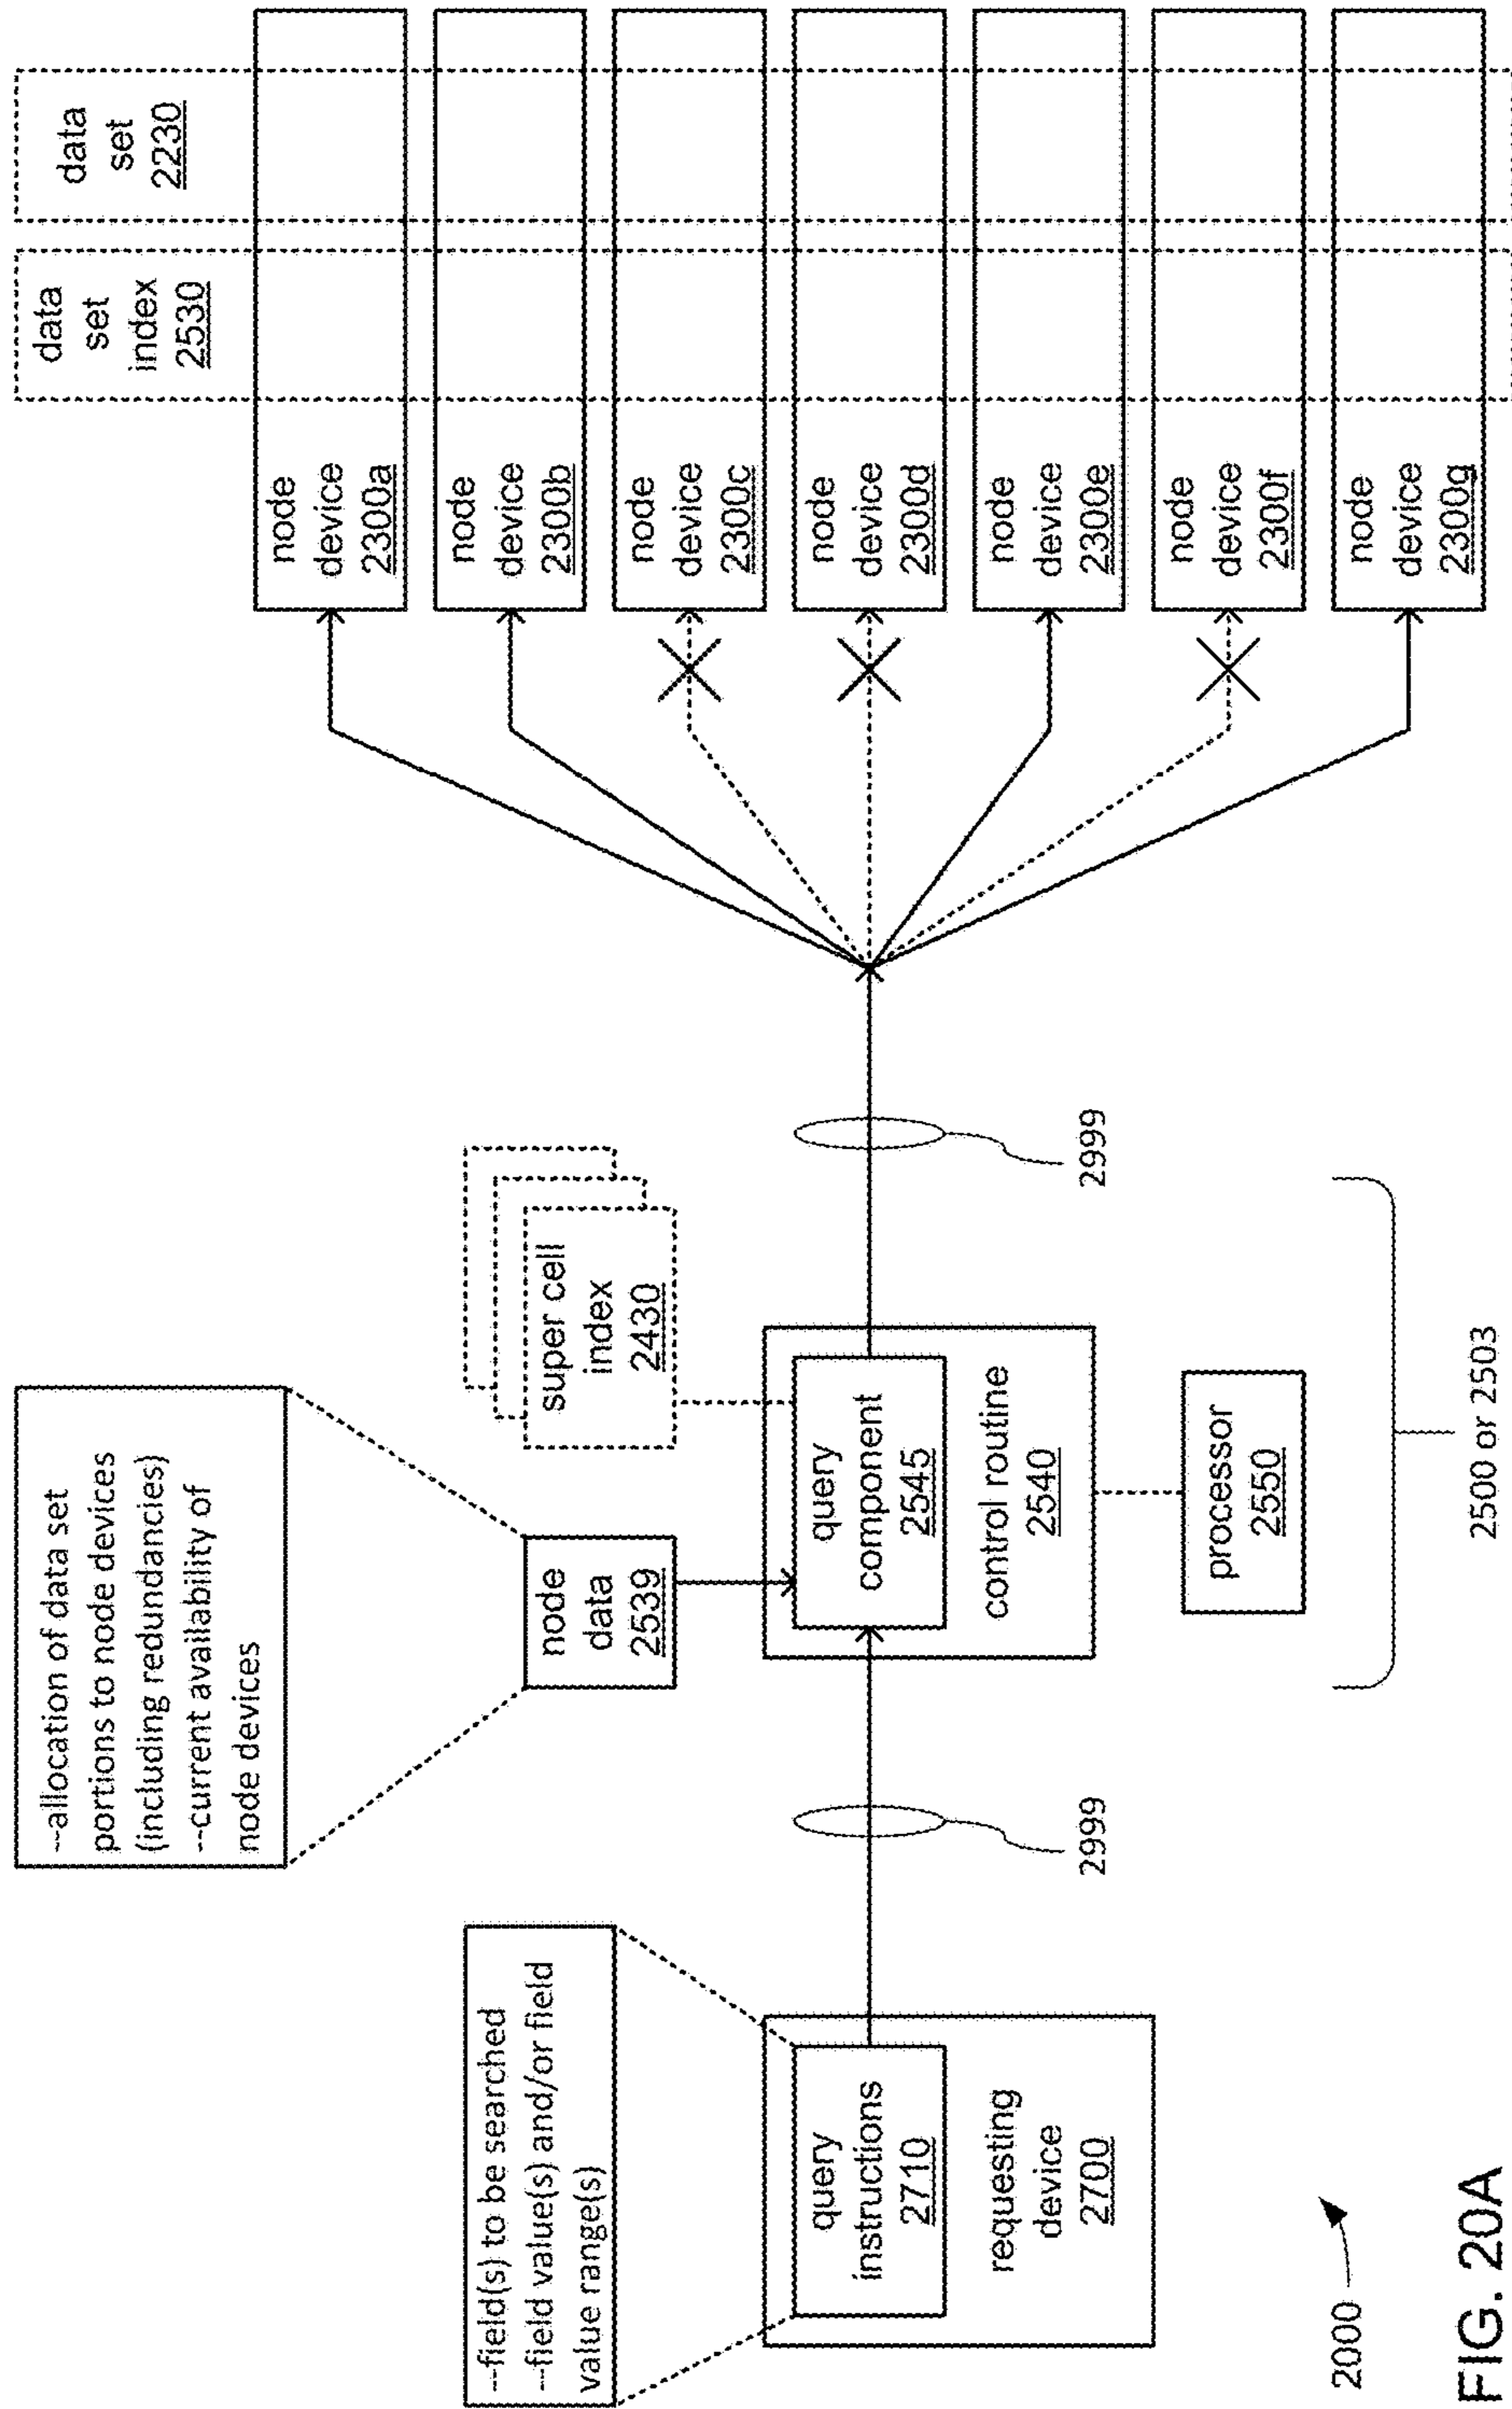 --field(s) to be searched
--field value(s) and/or field
value range(s)
query
instructions
2710
requesting
device
2700
2999
--allocation of data set
portions to node devices
(including redundancies)
--current availability of
node devices
node
data
2539
super cell
index
2430
query
component
2545
control routine
2540
processor
2550
2500 or 2503
2999
data
set
index
2530
data
set
2230
node
device
2300a
node
device
2300b
node
device
2300c
node
device
2300d
node
device
2300e
node
device
2300f
node
device
2300g
2000
FIG. 20A